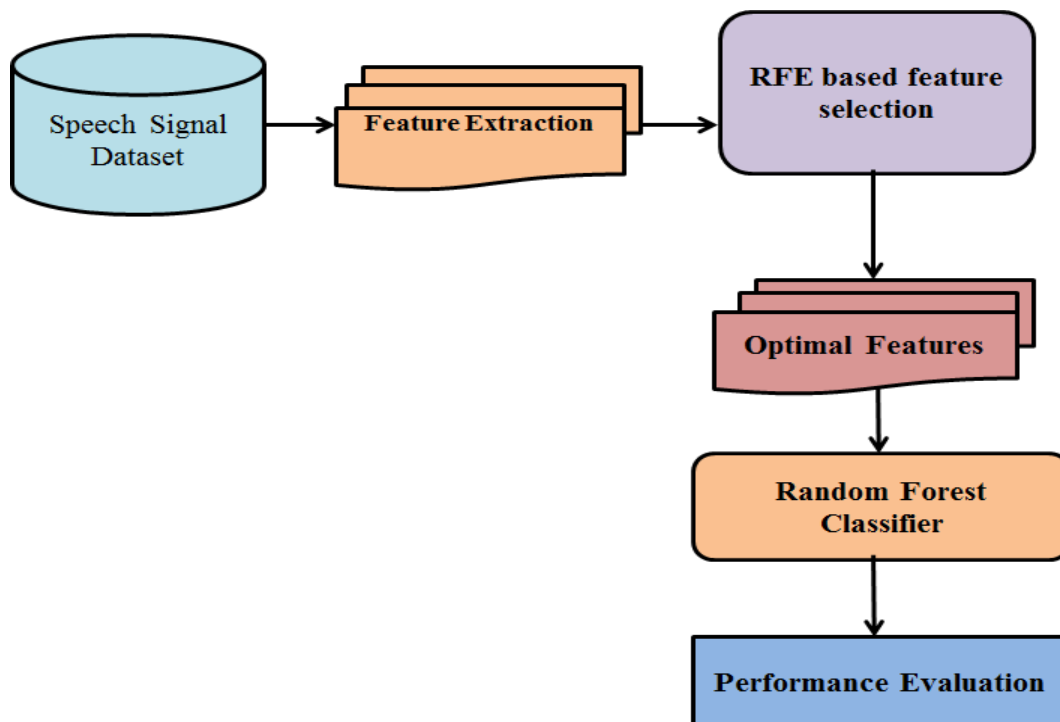 Speech Signal
Dataset
Feature Extraction
RFE based feature
selection
Optimal Features
Random Forest
Classifier
Performance Evaluation